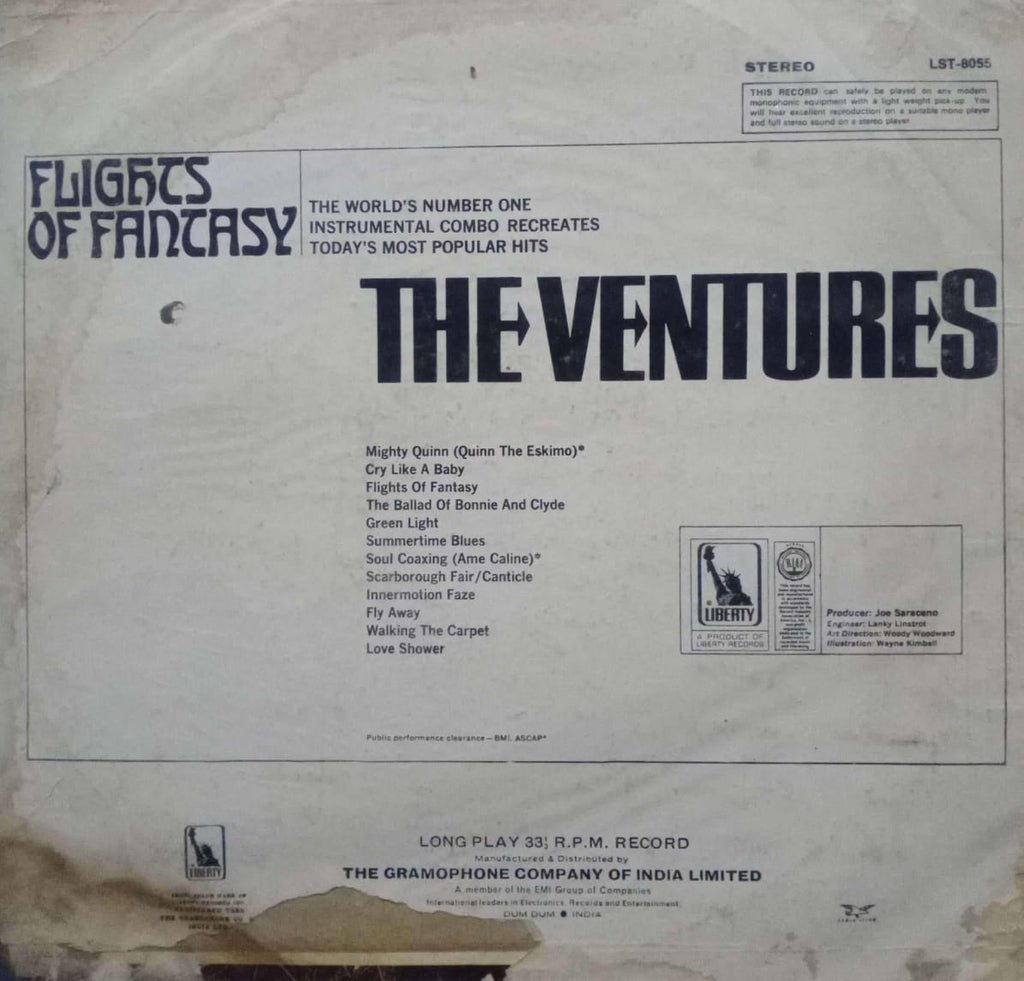 STEREO LST-8055
THIS RECORD can safely be played on any modern
monophonic equipment with a light weight pick-up. You
will hear excellent reproduction on a suitable mono player
and full stereo sound on a stereo player
FLIGHTS
OF FANTASY
THE WORLD'S NUMBER ONE
INSTRUMENTAL COMBO RECREATES
TODAY'S MOST POPULAR HITS
THE VENTURES
Mighty Quinn (Quinn The Eskimo)*
Cry Like A Baby
Flights Of Fantasy
The Ballad Of Bonnie And Clyde
Green Light
Summertime Blues
Soul Coaxing (Ame Caline)*
Scarborough Fair/Canticle
Innermotion Faze
Fly Away
Walking The Carpet
Love Shower
LIBERTY
A PRODUCT OF
LIBERTY RECORDS
RIAA
Producer: Joe Saraceno
Engineer: Lanky Linstrot
Art Direction: Woody Woodward
Illustration: Wayne Kimbell
Public performance clearance – BMI, ASCAP*
LIBERTY
LONG PLAY 33⅓ R.P.M. RECORD
Manufactured & Distributed by
THE GRAMOPHONE COMPANY OF INDIA LIMITED
A member of the EMI Group of Companies
International leaders in Electronics, Records and Entertainment
DUM DUM ● INDIA